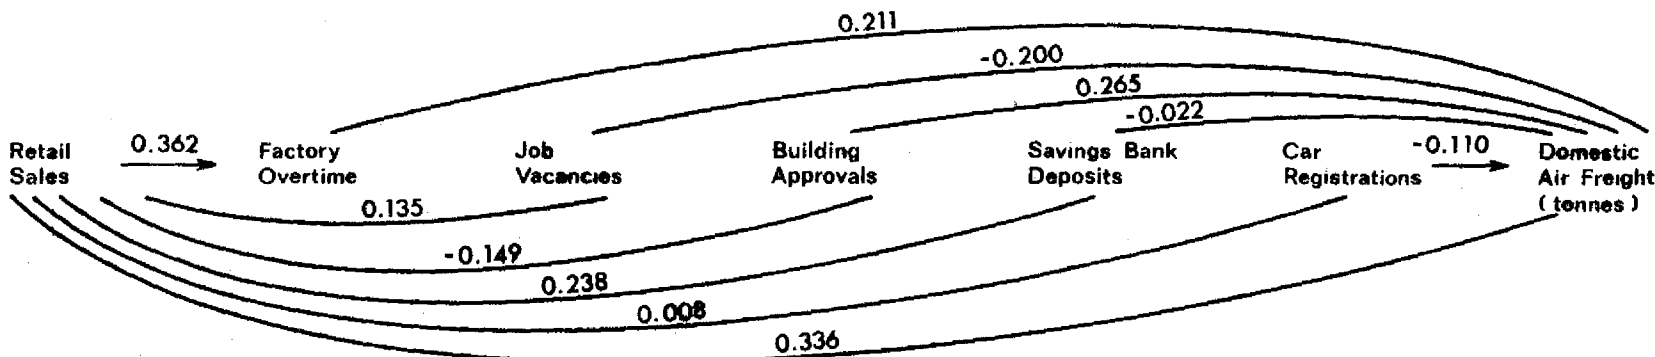 0.211
-0.200
0.265
-0.022
Retail
Sales
0.362
Factory
Overtime
Job
Vacancies
Building
Approvals
Savings Bank
Deposits
Car
Registrations
-0.110
Domestic
Air Freight
(tonnes)
0.135
-0.149
0.238
0.008
0.336